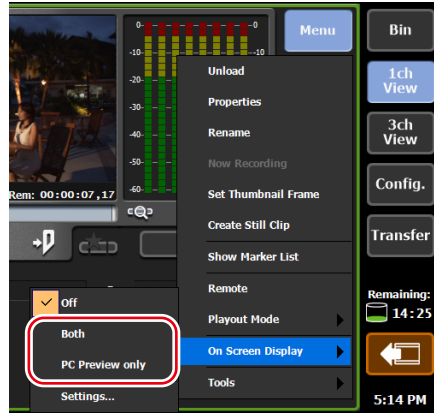 0
0
-10
-10
-20
-30
-40
-50
-60
Rem: 00:00:07,17
Menu
Unload
Properties
Rename
Now Recording
Set Thumbnail Frame
Create Still Clip
Show Marker List
Remote
Playout Mode
On Screen Display
Tools
Off
Both
PC Preview only
Settings...
Bin
1ch
View
3ch
View
Config.
Transfer
Remaining:
14:25
5:14 PM